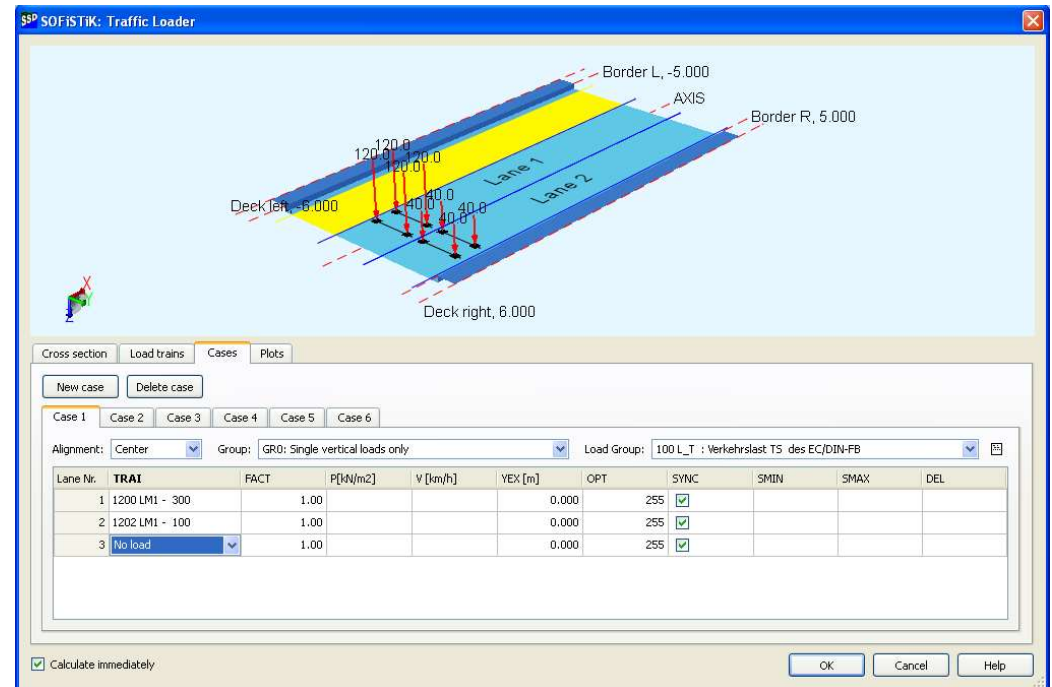 SSP SOFiSTiK: Traffic Loader
Border L, -5.000
AXIS
Border R, 5.000
120.0
120.0 120.0
120.0
Lane 1
Lane 2
40.0
40.0 40.0
40.0
Deck left, -6.000
Deck right, 6.000
X
Y
Z
Cross section Load trains Cases Plots
New case Delete case
Case 1 Case 2 Case 3 Case 4 Case 5 Case 6
Alignment: Center Group: GR0: Single vertical loads only Load Group: 100 L_T : Verkehrslast TS des EC/DIN-FB
Lane Nr. TRAI FACT P[kN/m2] V [km/h] YEX [m] OPT SYNC SMIN SMAX DEL
1 1200 LM1 - 300 1.00 0.000 255
2 1202 LM1 - 100 1.00 0.000 255
3 No load 1.00 0.000 255
Calculate immediately OK Cancel Help